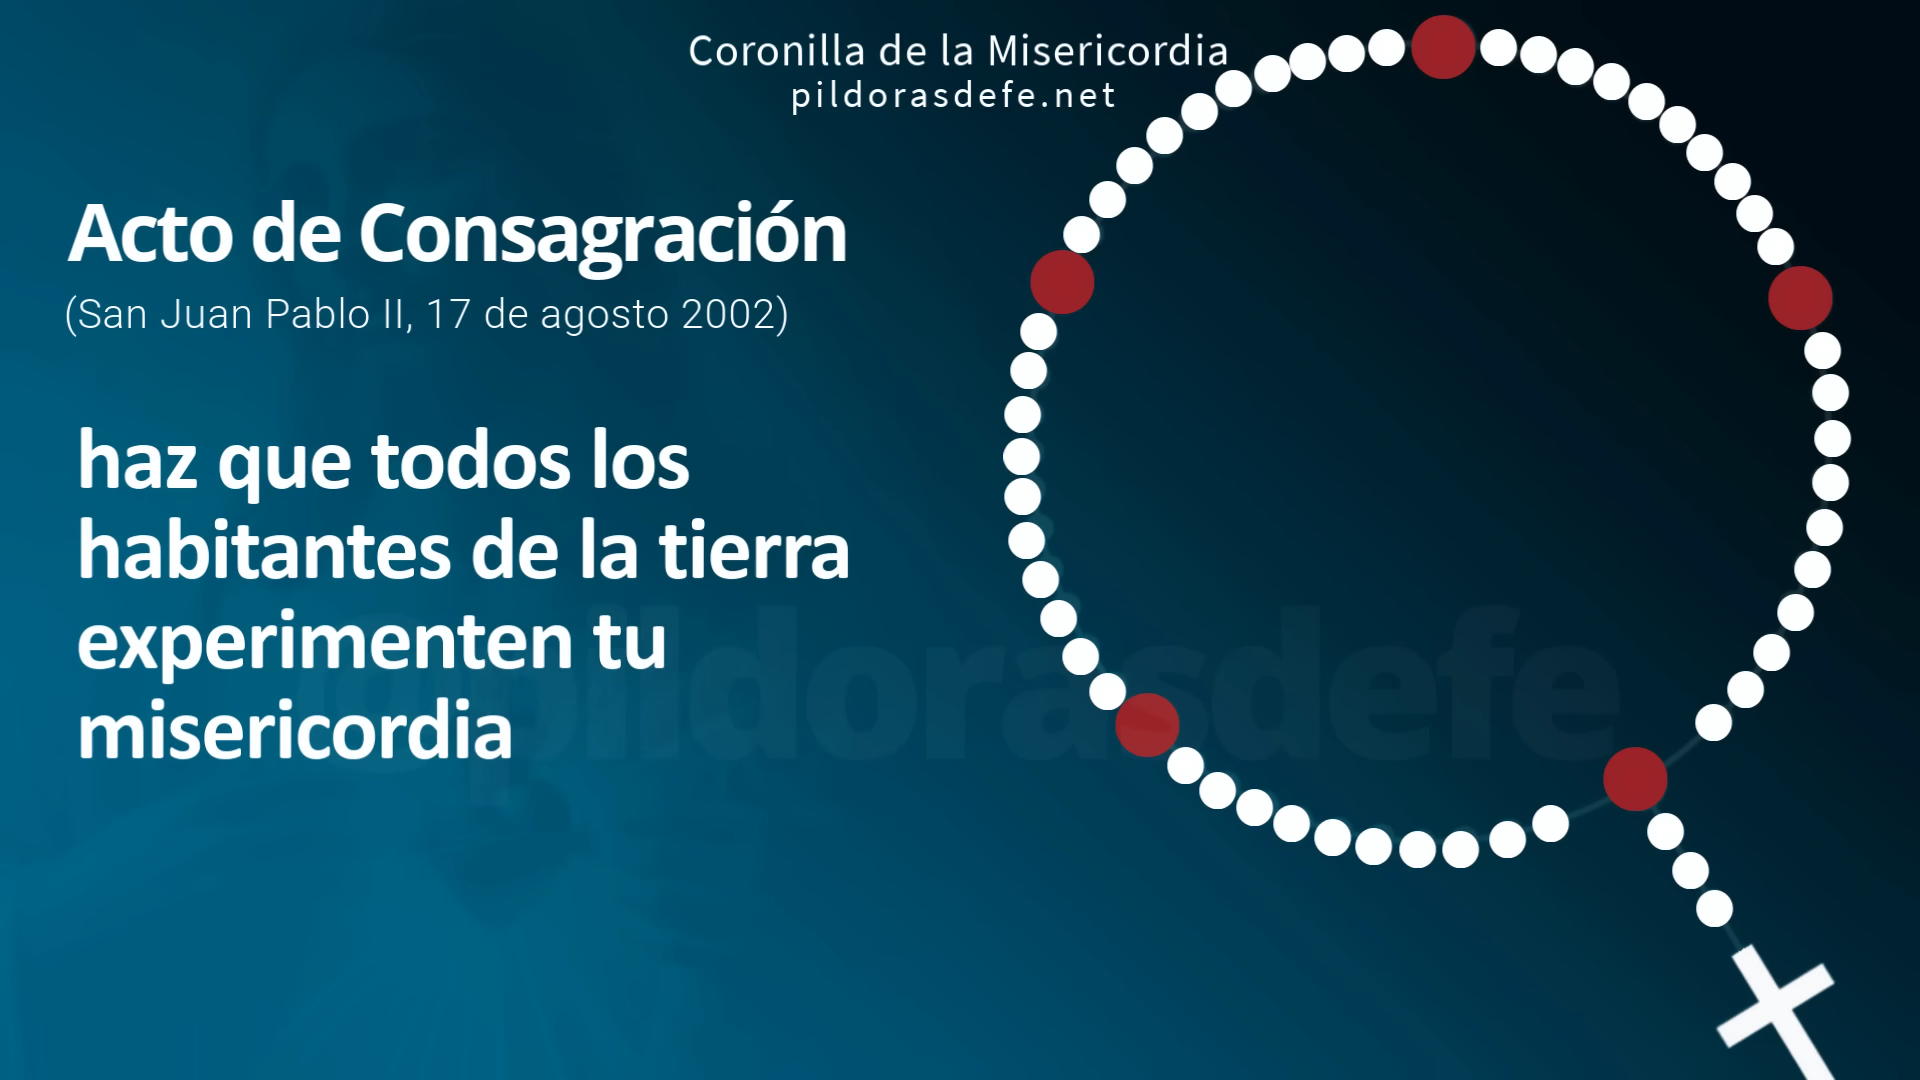 Coronilla de la Misericordia
pildorasdefe.net
Acto de Consagración
(San Juan Pablo II, 17 de agosto 2002)
haz que todos los
habitantes de la tierra
experimenten tu
misericordia
@pildorasdefe